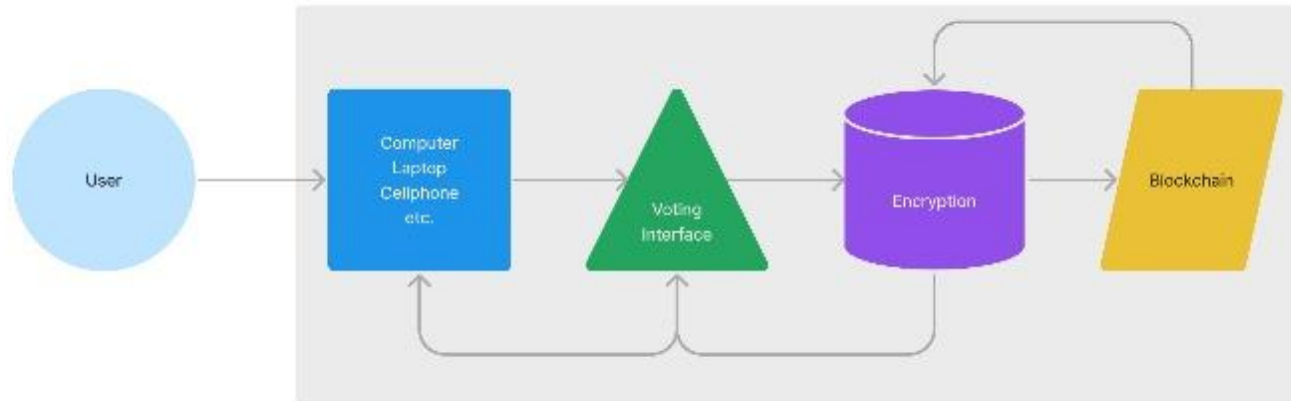 User
Computer
Laptop
Cellphone
etc.
Voting
Interface
Encryption
Blockchain